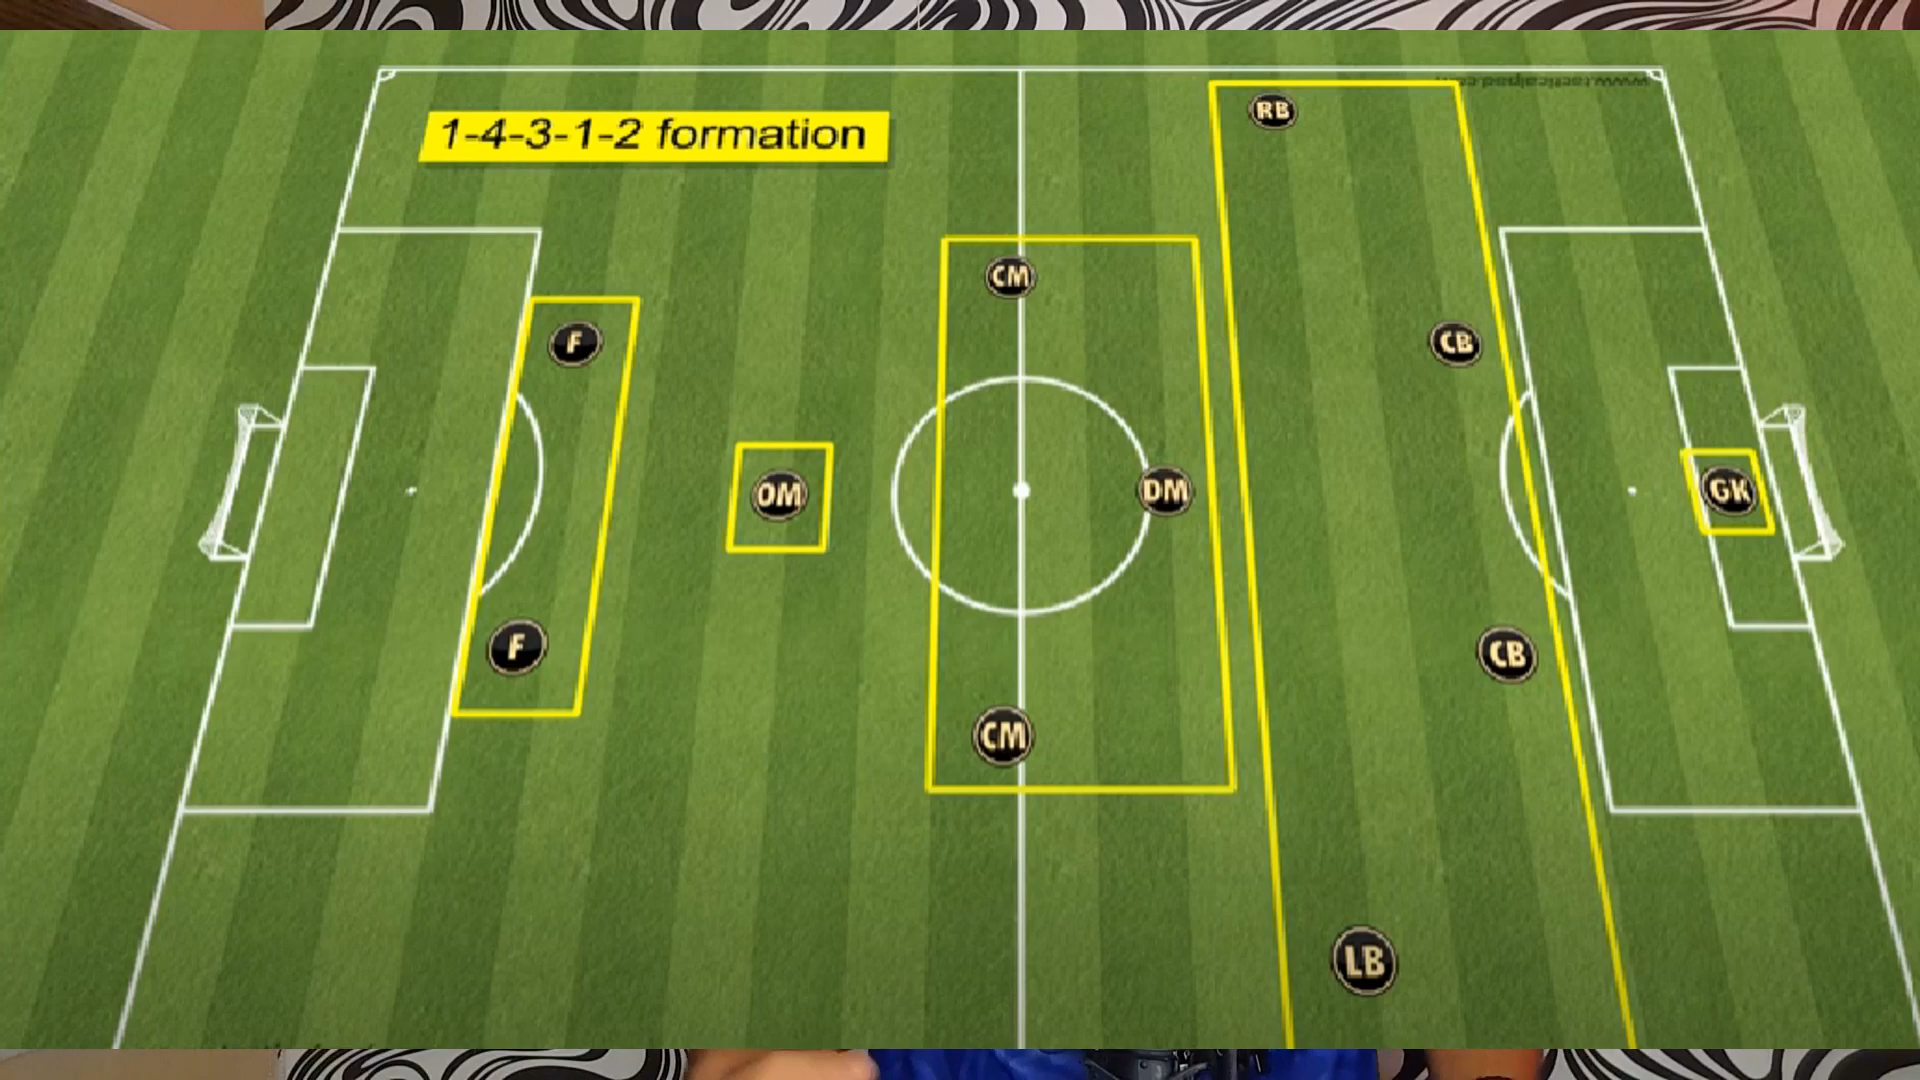 1-4-3-1-2 formation
RB
CM
F
CB
OM
DM
GK
F
CB
CM
LB